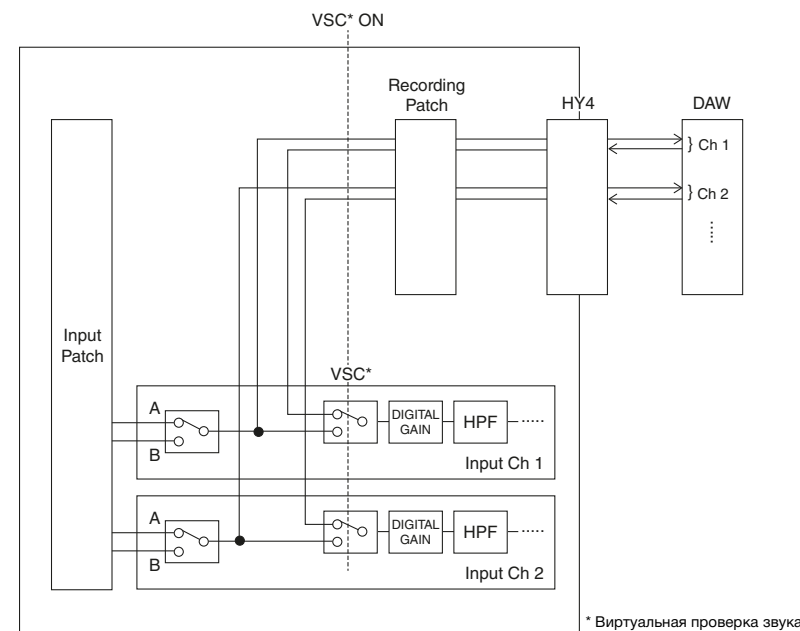 VSC* ON
Recording
Patch
HY4
DAW
} Ch 1
} Ch 2
Input
Patch
VSC*
A
B
DIGITAL
GAIN
HPF
Input Ch 1
A
B
DIGITAL
GAIN
HPF
Input Ch 2
* Виртуальная проверка звука